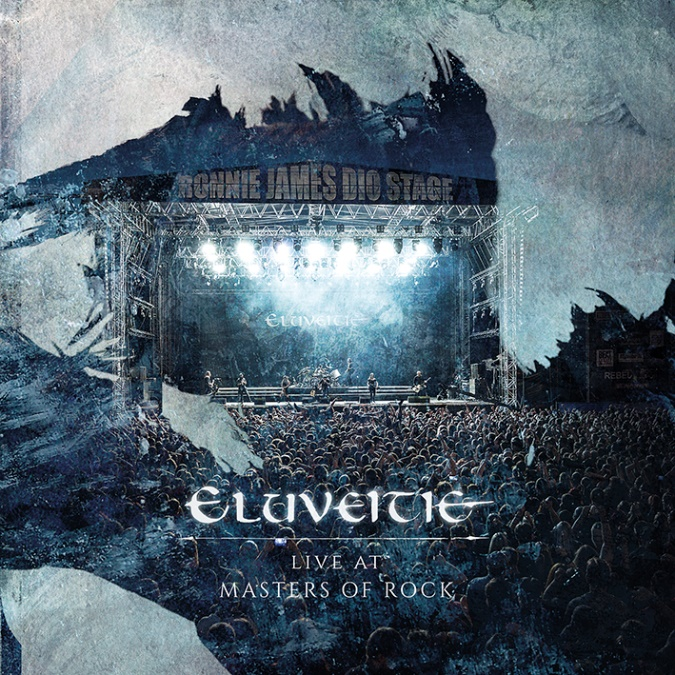 RONNIE JAMES DIO STAGE
ELUVEITIE
ELUVEITIE
LIVE AT
MASTERS OF ROCK